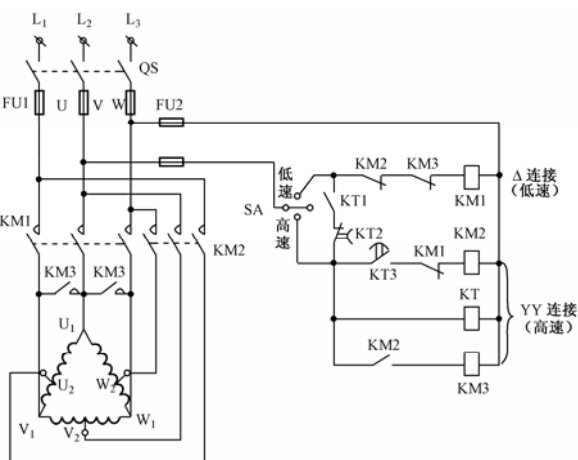 L₁ L₂ L₃
QS
FU1 U V W FU2
低速 KM2 KM3 Δ 连接
KT1 KM1 (低速)
SA
KM1 高速 KT2 KM1 KM2
KM2 KT3
KM3 KM3 KT YY 连接
(高速)
U₁
KM2
U₂ W₂ KM3
V₁ V₂ W₁